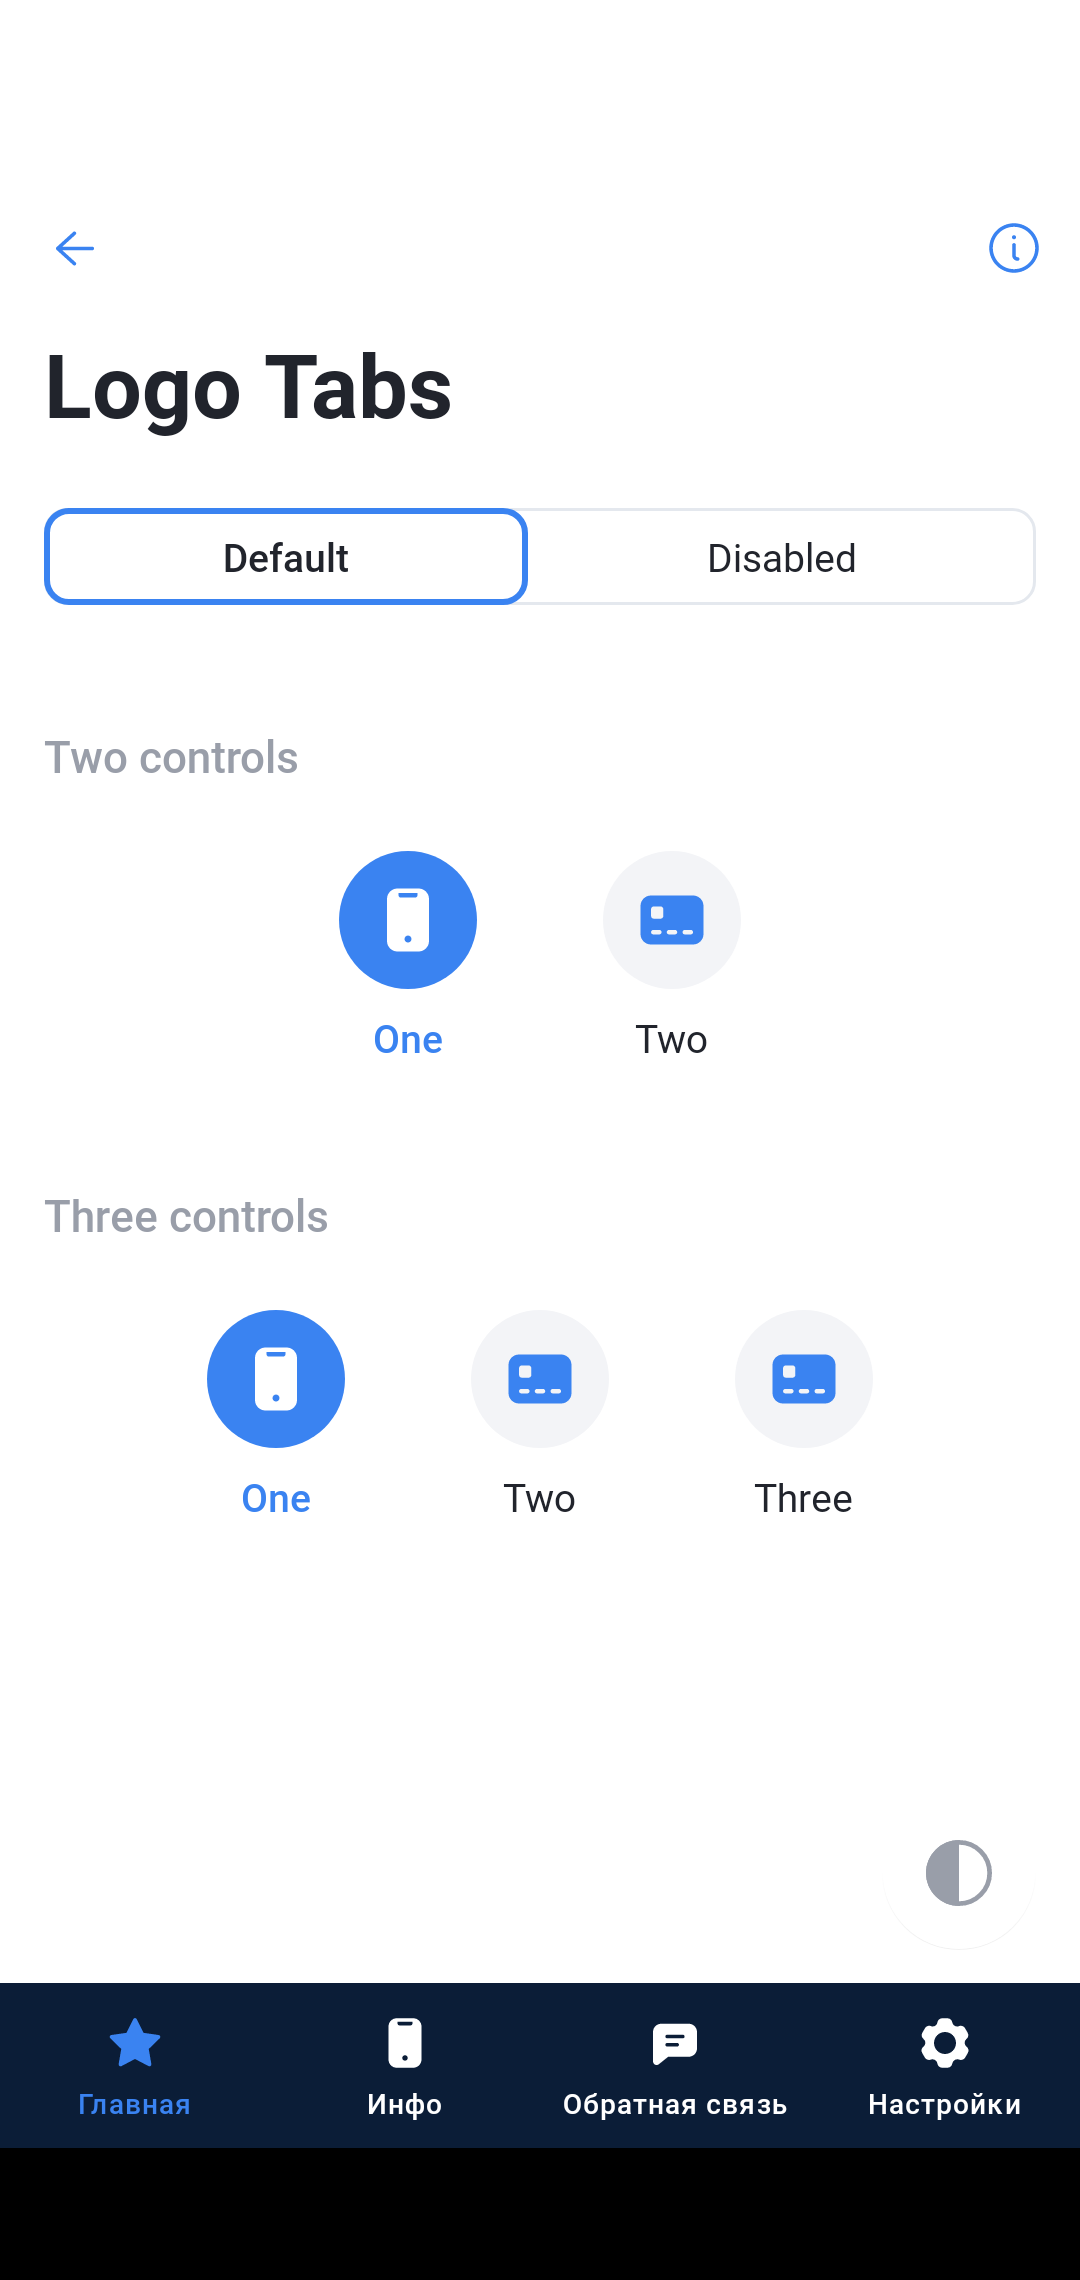 Logo Tabs
Default Disabled
Two controls
One Two
Three controls
One Two Three
Главная Инфо Обратная связь Настройки